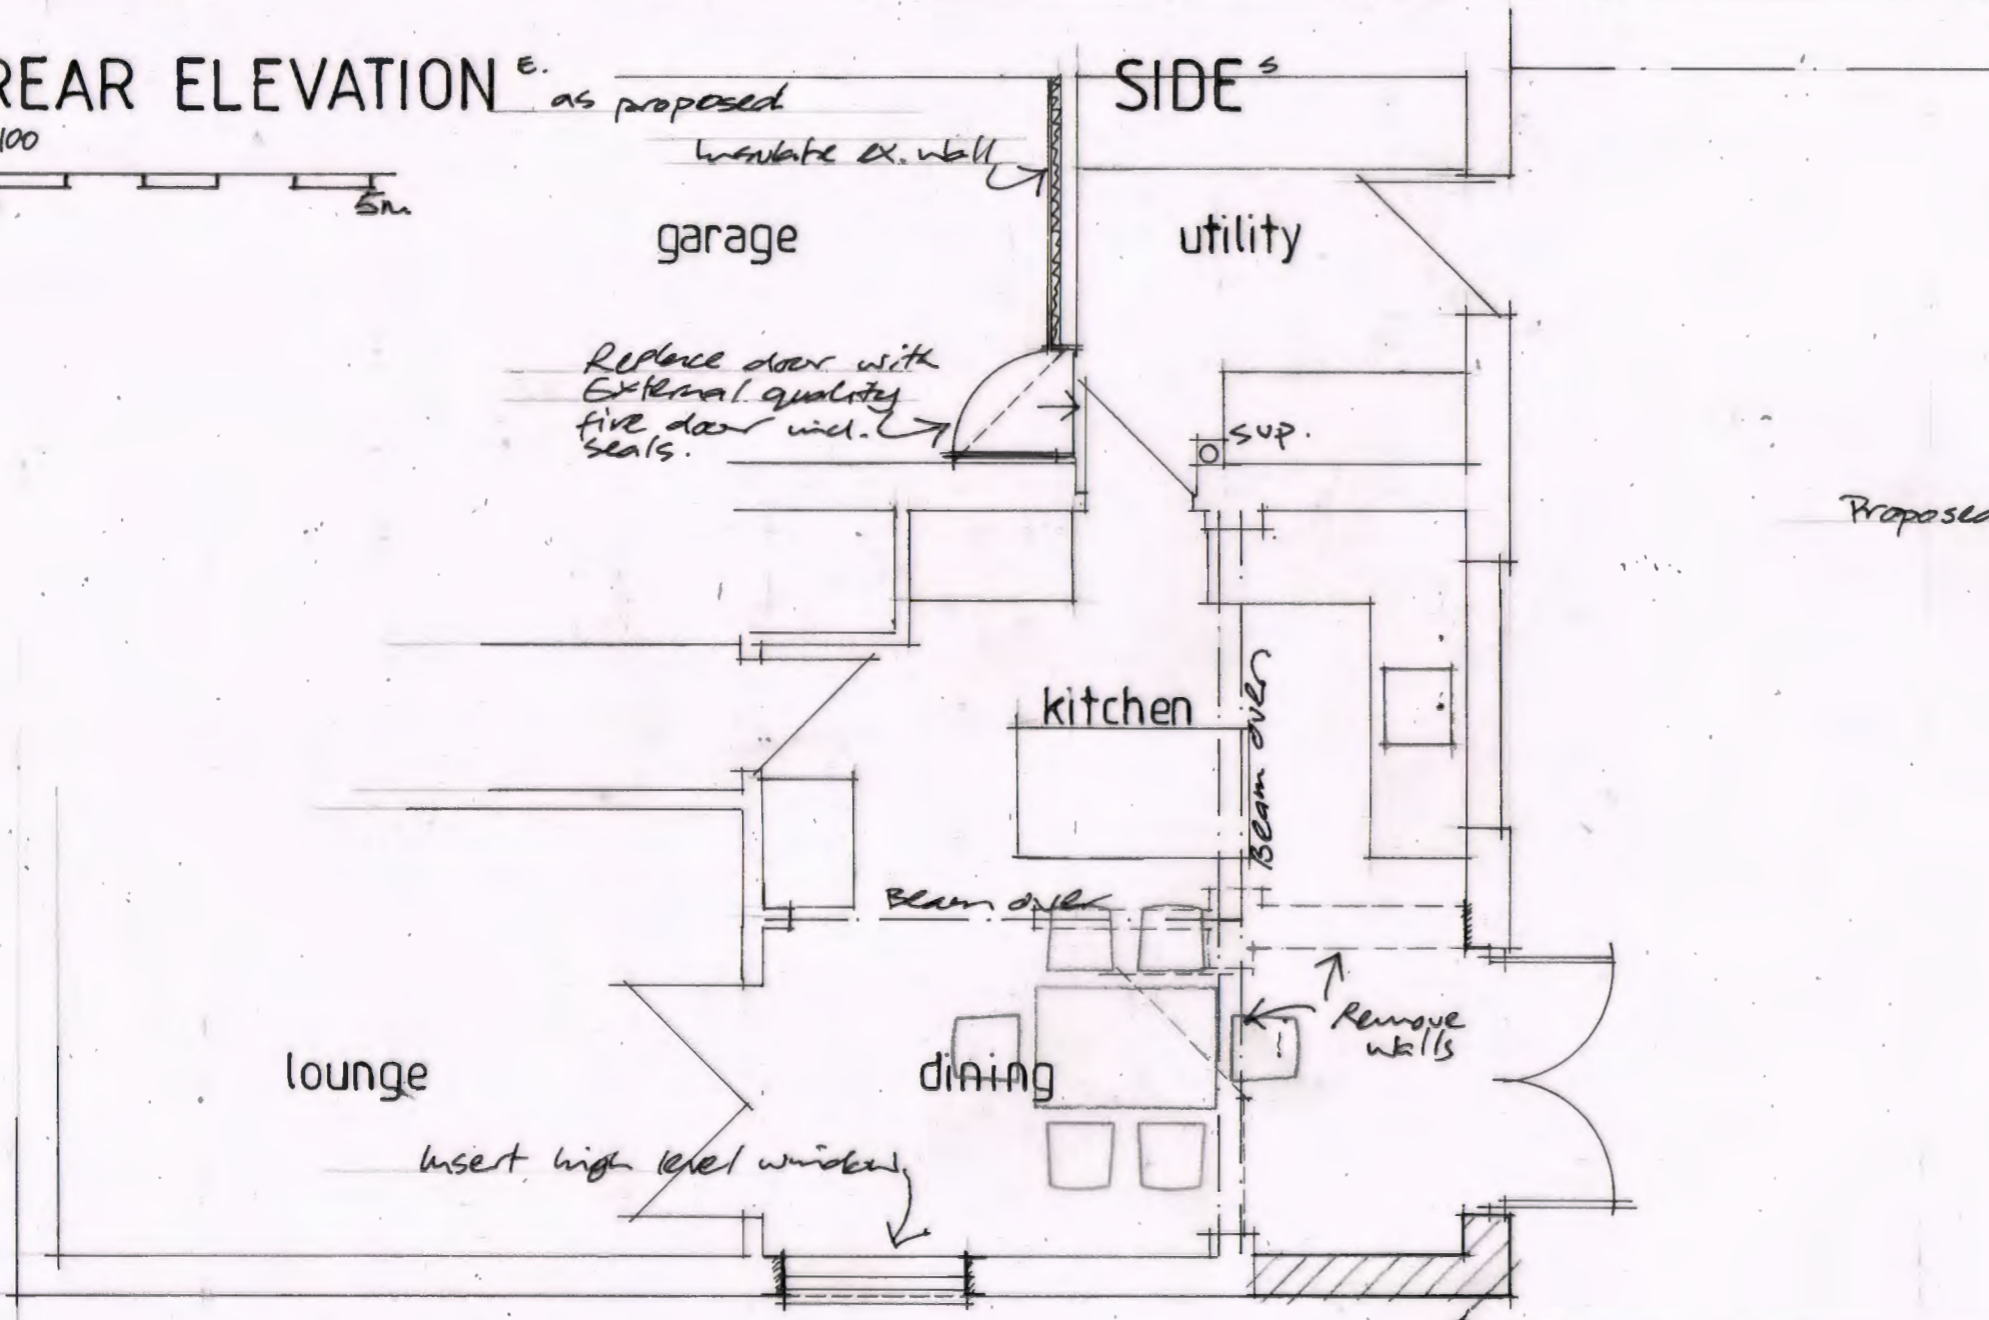 REAR ELEVATION E.
SIDE S
as proposed
100
5m.
Insulate ex. wall
garage
utility
Replace door with
External quality
fire door incl.
seals.
SVP.
Proposed
kitchen
Beam over
Beam over
Remove
walls
lounge
dining
Insert high level window